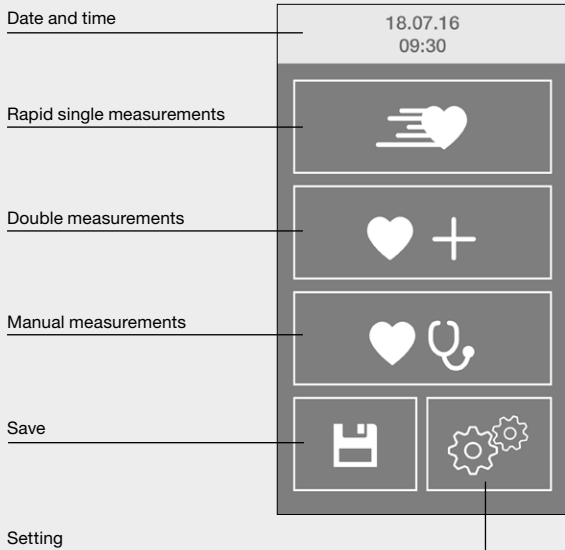 Date and time
18.07.16
09:30
Rapid single measurements
Double measurements
Manual measurements
Save
Setting